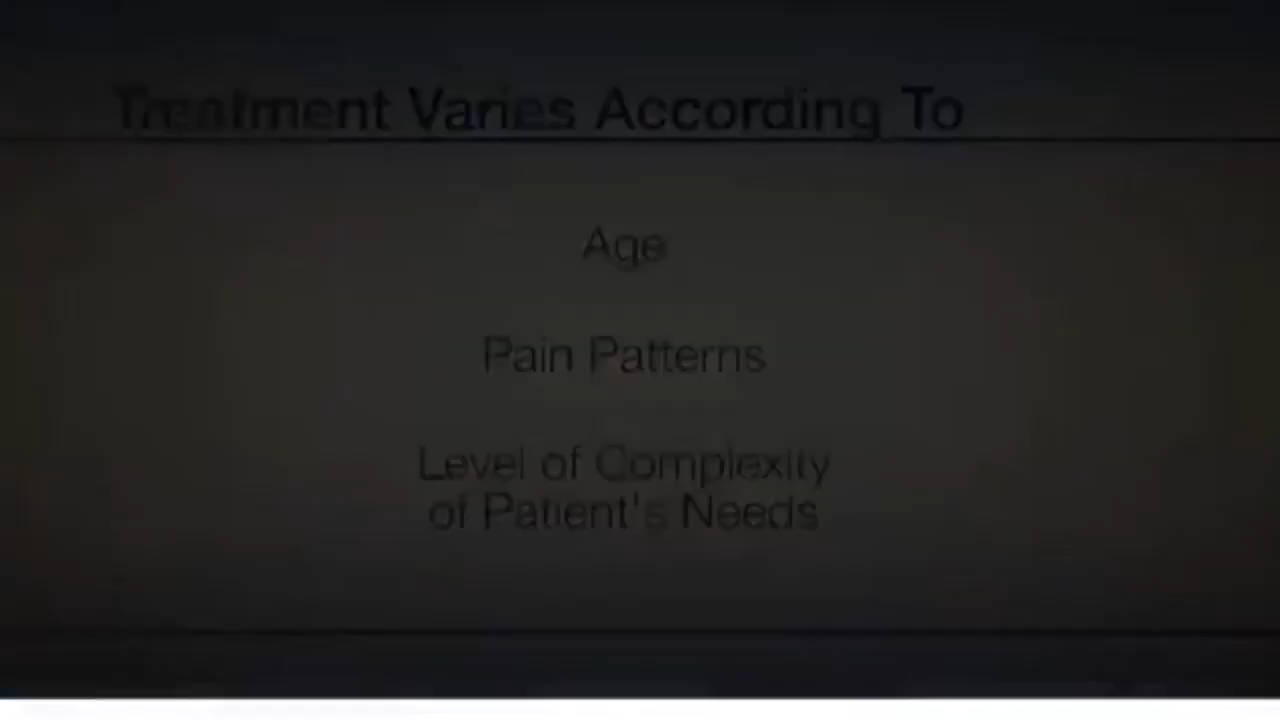 Treatment Varies According To
Age
Pain Patterns
Level of Complexity
of Patient's Needs